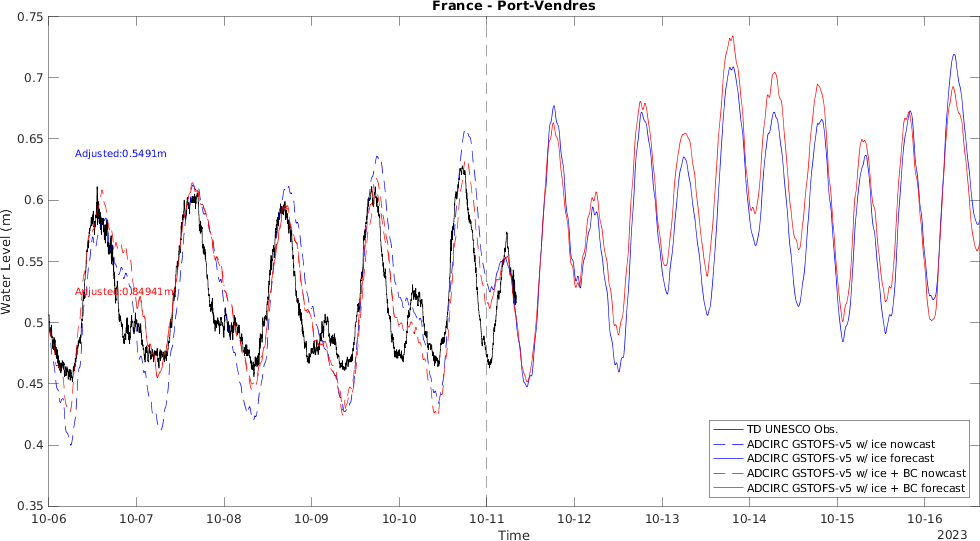 France - Port-Vendres
0.75
0.7
0.65
0.6
0.55
0.5
0.45
0.4
0.35
Water Level (m)
Adjusted:0.5491m
Adjusted:0.84941m
TD UNESCO Obs.
ADCIRC GSTOFS-v5 w/ ice nowcast
ADCIRC GSTOFS-v5 w/ ice forecast
ADCIRC GSTOFS-v5 w/ ice + BC nowcast
ADCIRC GSTOFS-v5 w/ ice + BC forecast
10-06 10-07 10-08 10-09 10-10 10-11 10-12 10-13 10-14 10-15 10-16
Time
2023